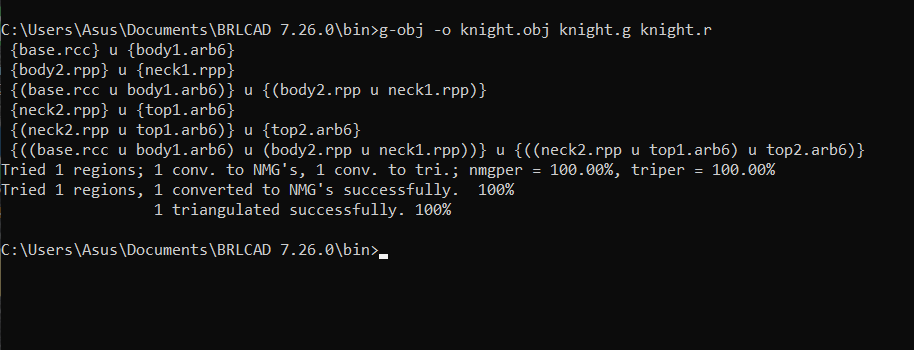 C:\Users\Asus\Documents\BRLCAD 7.26.0\bin>g-obj -o knight.obj knight.g knight.r
 {base.rcc} u {body1.arb6}
 {body2.rpp} u {neck1.rpp}
 {(base.rcc u body1.arb6)} u {(body2.rpp u neck1.rpp)}
 {neck2.rpp} u {top1.arb6}
 {(neck2.rpp u top1.arb6)} u {top2.arb6}
 {((base.rcc u body1.arb6) u (body2.rpp u neck1.rpp))} u {((neck2.rpp u top1.arb6) u top2.arb6)}
Tried 1 regions; 1 conv. to NMG's, 1 conv. to tri.; nmgper = 100.00%, triper = 100.00%
Tried 1 regions, 1 converted to NMG's successfully.  100%
                 1 triangulated successfully. 100%
C:\Users\Asus\Documents\BRLCAD 7.26.0\bin>